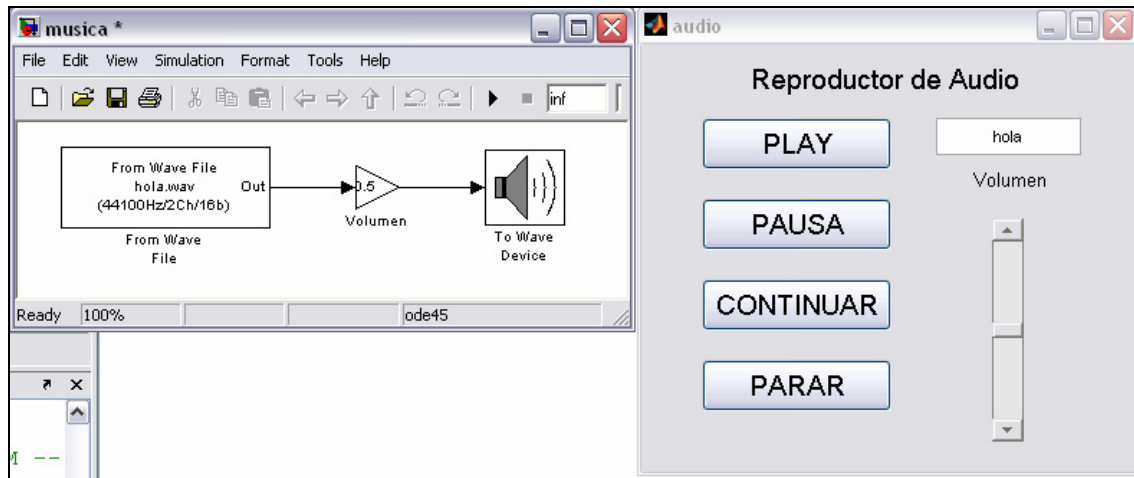 musica *
File Edit View Simulation Format Tools Help
inf
From Wave File
hola.wav
(44100Hz/2Ch/16b)
Out
From Wave
File
0.5
Volumen
To Wave
Device
Ready 100% ode45
--
audio
Reproductor de Audio
PLAY
hola
Volumen
PAUSA
CONTINUAR
PARAR